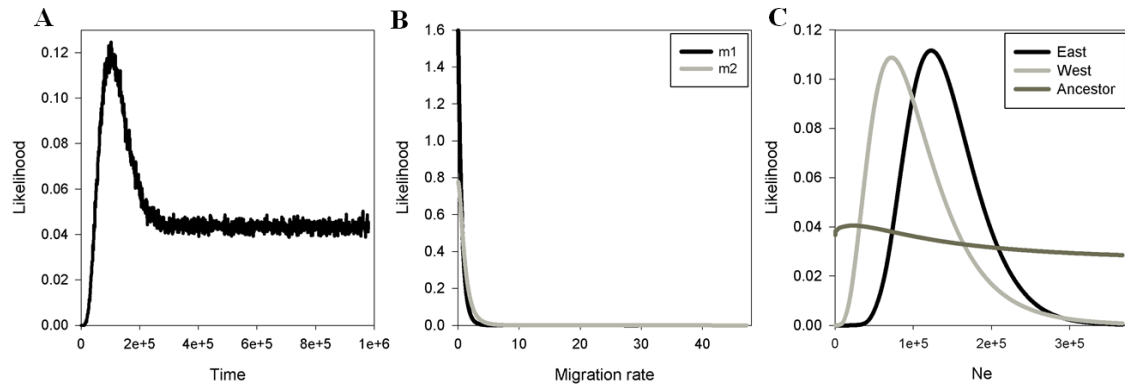 A
0.12
0.10
0.08
0.06
0.04
0.02
0.00
Likelihood
0 2e+5 4e+5 6e+5 8e+5 1e+6
Time
B
1.6
1.4
1.2
1.0
0.8
0.6
0.4
0.2
0.0
Likelihood
m1
m2
0 10 20 30 40
Migration rate
C
0.12
0.10
0.08
0.06
0.04
0.02
0.00
Likelihood
East
West
Ancestor
0 1e+5 2e+5 3e+5
Ne